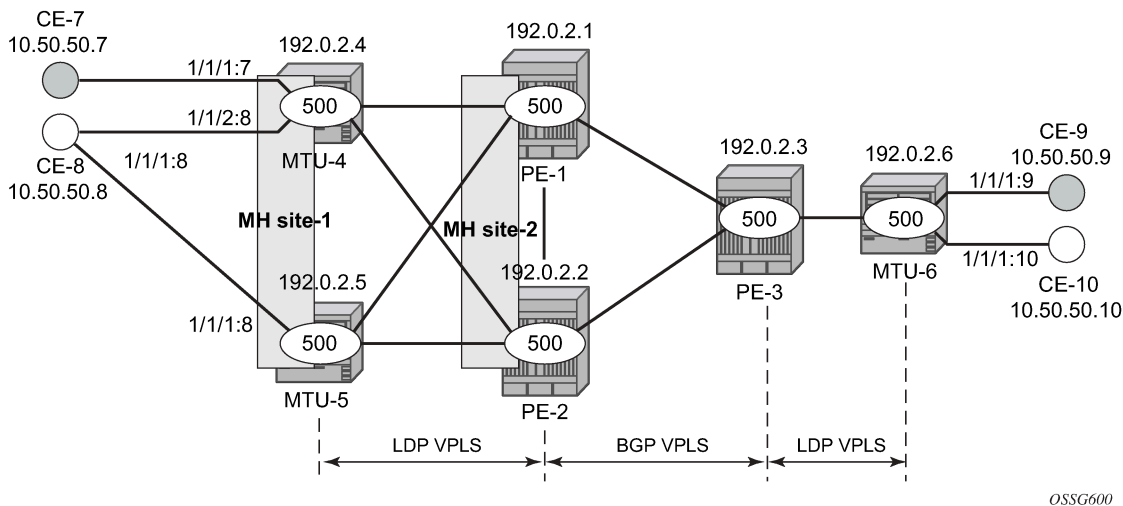 CE-7
10.50.50.7
1/1/1:7
1/1/2:8
CE-8
10.50.50.8
1/1/1:8
1/1/1:8
192.0.2.4
500
MTU-4
MH site-1
192.0.2.5
500
MTU-5
192.0.2.1
500
PE-1
MH site-2
192.0.2.2
500
PE-2
192.0.2.3
500
PE-3
192.0.2.6
500
MTU-6
CE-9
10.50.50.9
1/1/1:9
1/1/1:10
CE-10
10.50.50.10
LDP VPLS
BGP VPLS
LDP VPLS
OSSG600